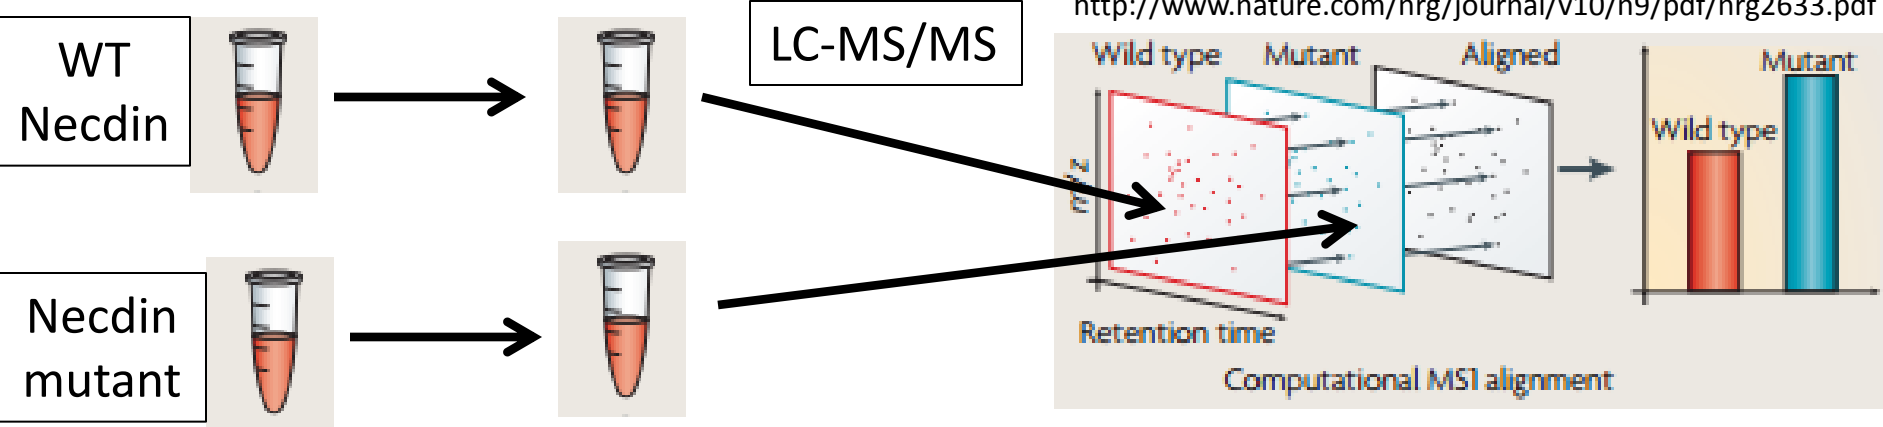 http://www.nature.com/nrg/journal/v10/n9/pdf/nrg2633.pdf
WT
Necdin
LC-MS/MS
Wild type
Mutant
Aligned
m/z
Retention time
Wild type
Mutant
Computational MS1 alignment
Necdin
mutant